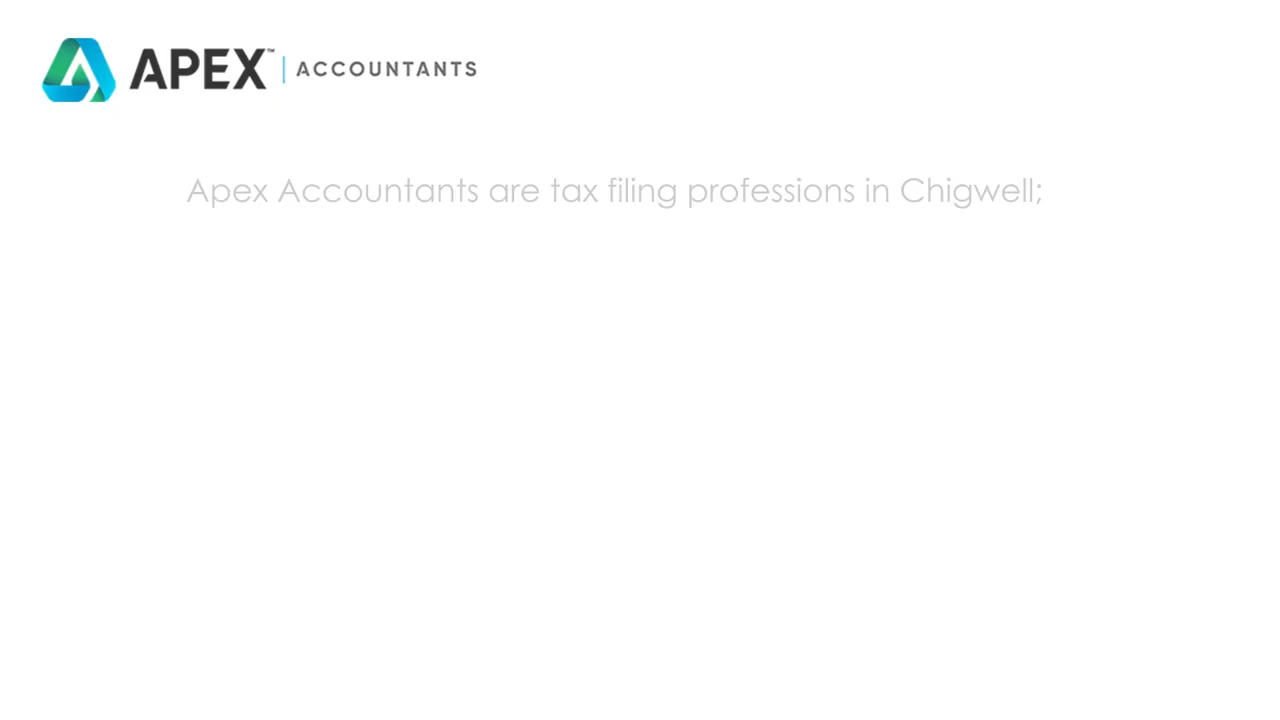 APEX™ | ACCOUNTANTS
Apex Accountants are tax filing professions in Chigwell;